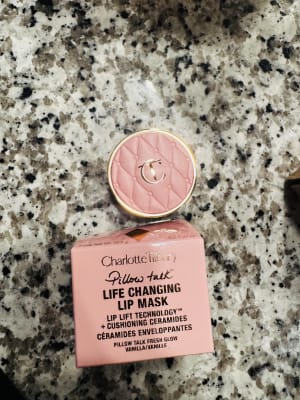 CT
Charlotte Tilbury
Pillow talk
LIFE CHANGING
LIP MASK
LIP LIFT TECHNOLOGY™
+ CUSHIONING CERAMIDES
CÉRAMIDES ENVELOPPANTES
PILLOW TALK FRESH GLOW
VANILLA/VANILLE